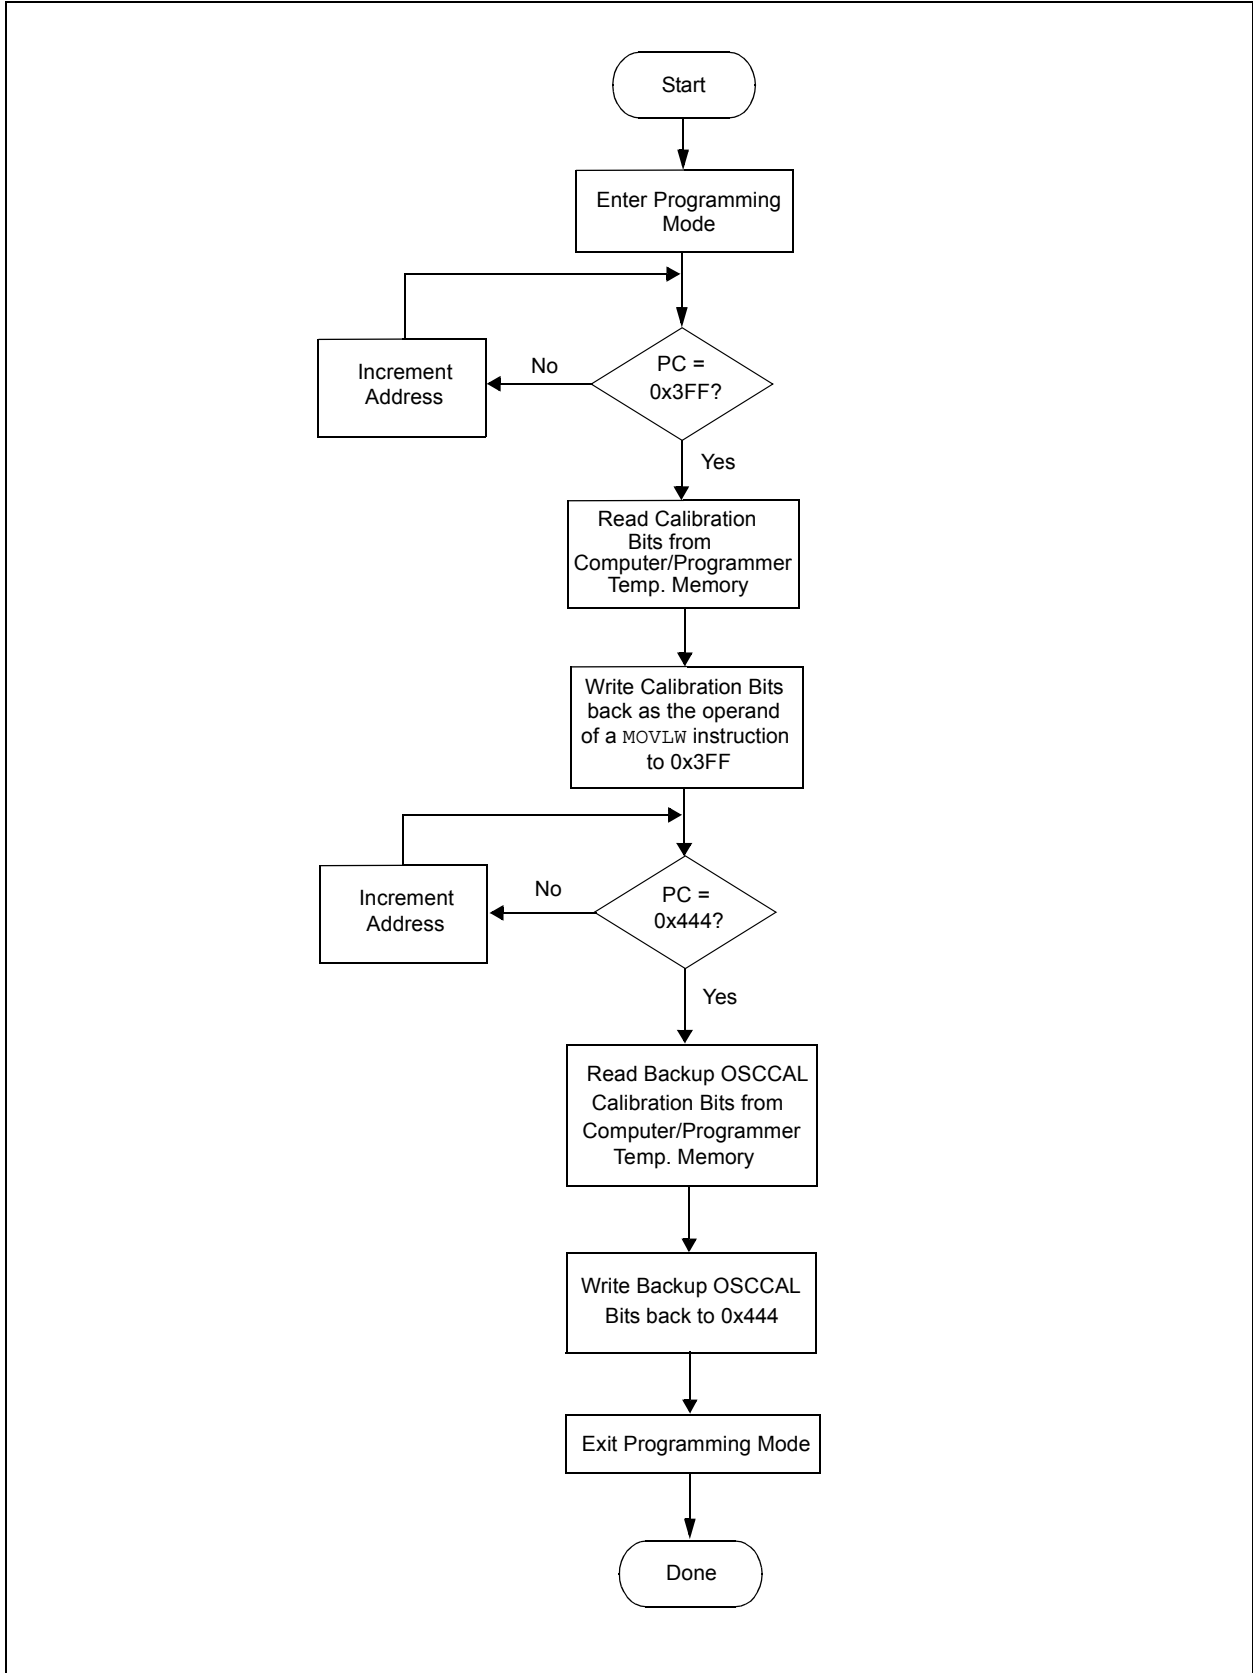 Start
Enter Programming
Mode
No
Increment
Address
PC =
0x3FF?
Yes
Read Calibration
Bits from
Computer/Programmer
Temp. Memory
Write Calibration Bits
back as the operand
of a MOVLW instruction
to 0x3FF
No
Increment
Address
PC =
0x444?
Yes
Read Backup OSCCAL
Calibration Bits from
Computer/Programmer
Temp. Memory
Write Backup OSCCAL
Bits back to 0x444
Exit Programming Mode
Done